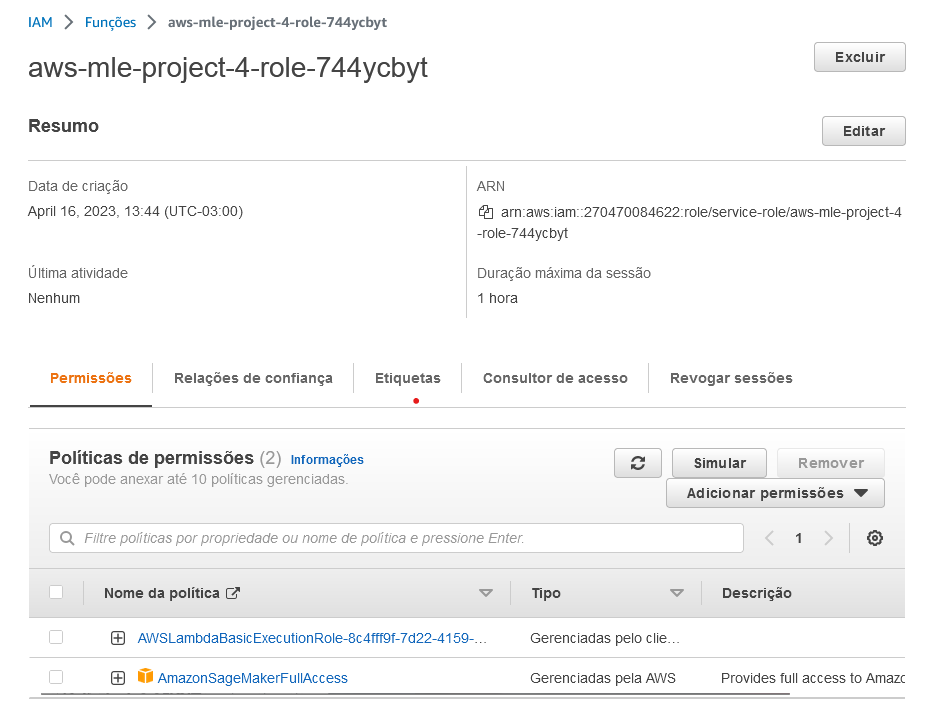 IAM > Funções > aws-mle-project-4-role-744ycbyt
aws-mle-project-4-role-744ycbyt
Excluir
Resumo
Editar
Data de criação
April 16, 2023, 13:44 (UTC-03:00)
ARN
arn:aws:iam::270470084622:role/service-role/aws-mle-project-4
-role-744ycbyt
Última atividade
Nenhum
Duração máxima da sessão
1 hora
Permissões
Relações de confiança
Etiquetas
Consultor de acesso
Revogar sessões
Políticas de permissões (2) Informações
Você pode anexar até 10 políticas gerenciadas.
Simular
Remover
Adicionar permissões
Filtre políticas por propriedade ou nome de política e pressione Enter.
1
Nome da política Tipo Descrição
AWSLambdaBasicExecutionRole-8c4fff9f-7d22-4159-... Gerenciadas pelo clie...
AmazonSageMakerFullAccess Gerenciadas pela AWS Provides full access to Amazo